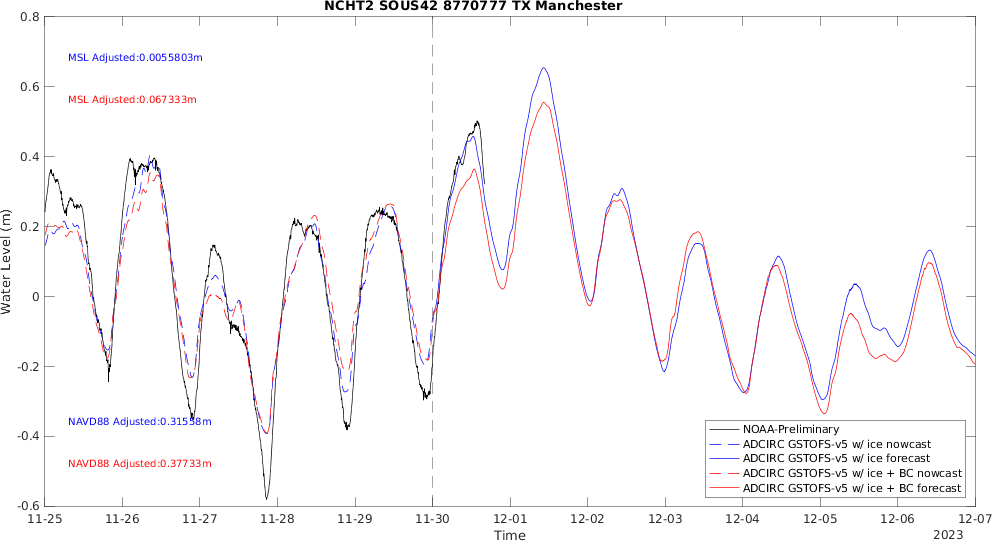 NCHT2 SOUS42 8770777 TX Manchester
0.8
0.6
0.4
0.2
0
-0.2
-0.4
-0.6
Water Level (m)
MSL Adjusted:0.0055803m
MSL Adjusted:0.067333m
NAVD88 Adjusted:0.31558m
NAVD88 Adjusted:0.37733m
NOAA-Preliminary
ADCIRC GSTOFS-v5 w/ ice nowcast
ADCIRC GSTOFS-v5 w/ ice forecast
ADCIRC GSTOFS-v5 w/ ice + BC nowcast
ADCIRC GSTOFS-v5 w/ ice + BC forecast
11-25 11-26 11-27 11-28 11-29 11-30 12-01 12-02 12-03 12-04 12-05 12-06 12-07
Time
2023